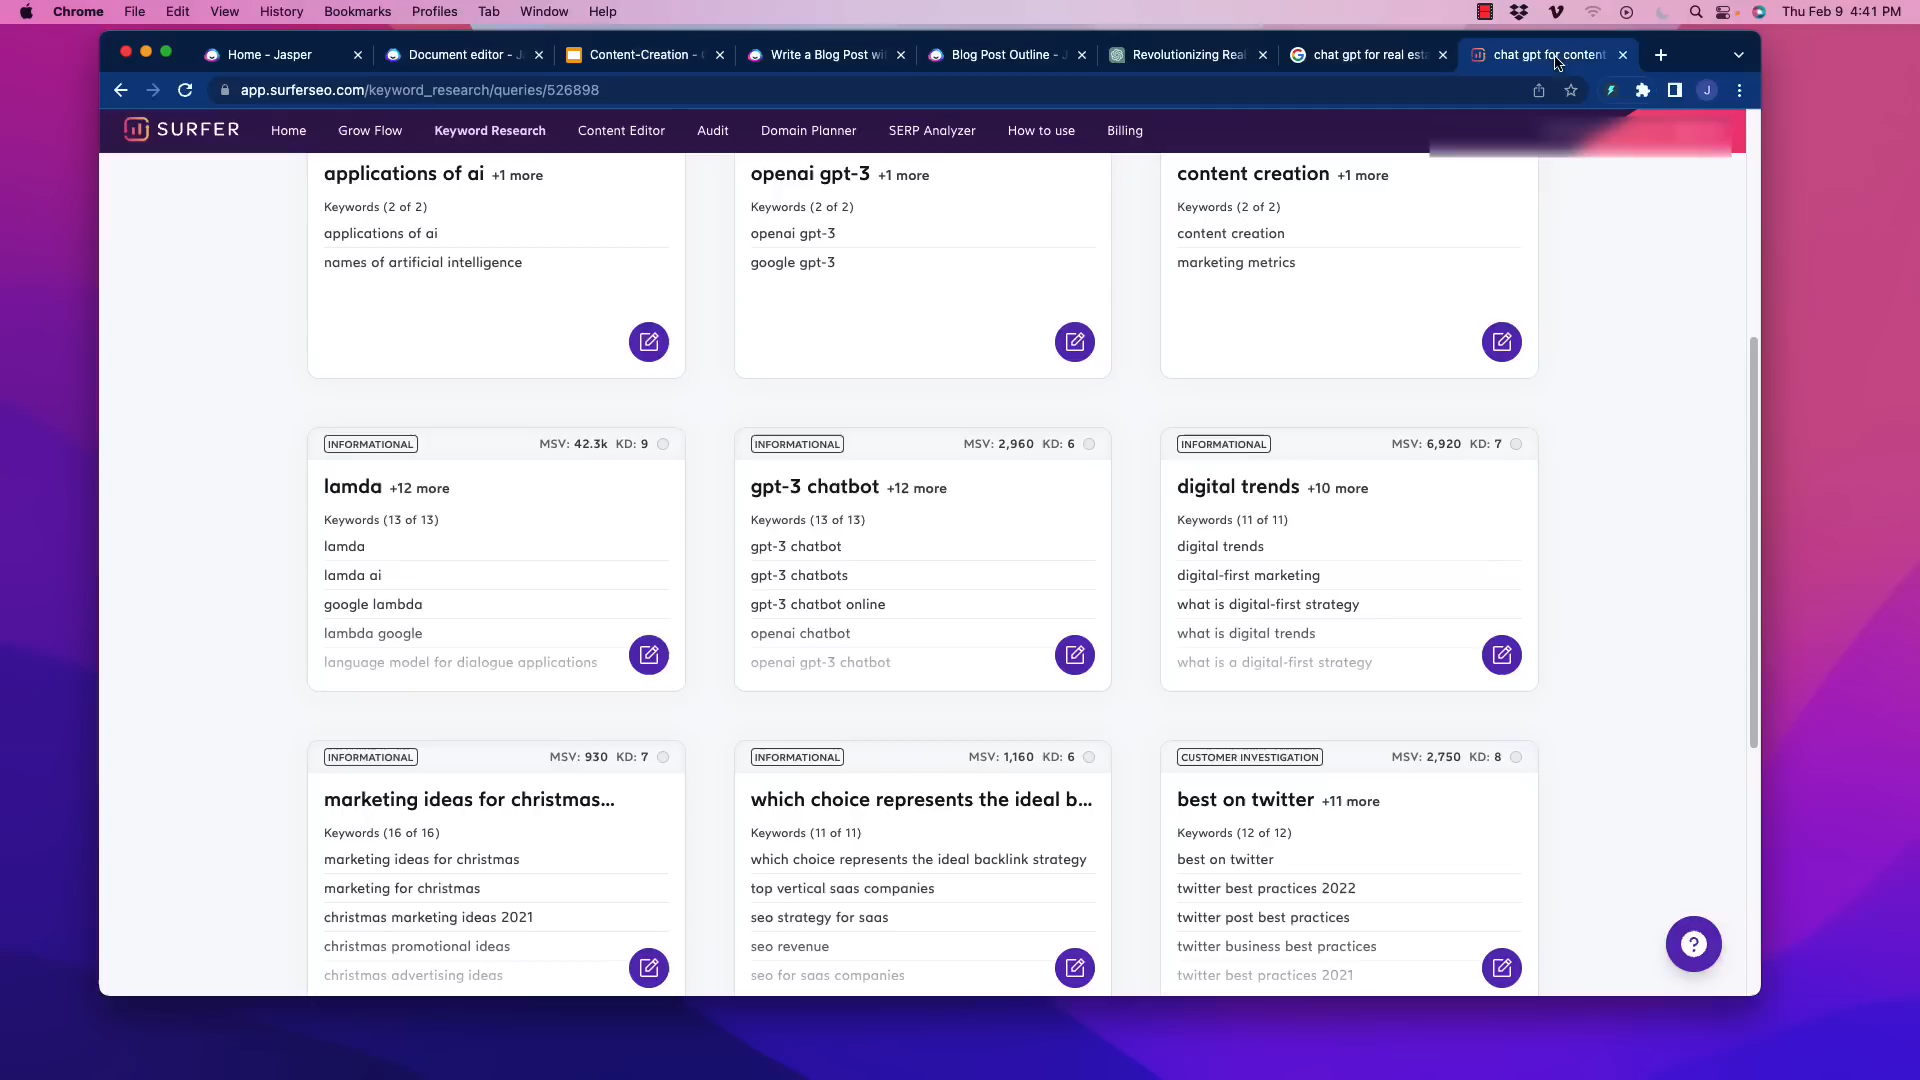 Chrome File Edit View History Bookmarks Profiles Tab Window Help Thu Feb 9 4:41 PM
Home - Jasper Document editor - J Content-Creation - Write a Blog Post wi Blog Post Outline - J Revolutionizing Real chat gpt for real esta chat gpt for content
app.surferseo.com/keyword_research/queries/526898 J
SURFER Home Grow Flow Keyword Research Content Editor Audit Domain Planner SERP Analyzer How to use Billing
applications of ai +1 more
Keywords (2 of 2)
applications of ai
names of artificial intelligence
openai gpt-3 +1 more
Keywords (2 of 2)
openai gpt-3
google gpt-3
content creation +1 more
Keywords (2 of 2)
content creation
marketing metrics
INFORMATIONAL MSV: 42.3k KD: 9
lamda +12 more
Keywords (13 of 13)
lamda
lamda ai
google lambda
lambda google
language model for dialogue applications
INFORMATIONAL MSV: 2,960 KD: 6
gpt-3 chatbot +12 more
Keywords (13 of 13)
gpt-3 chatbot
gpt-3 chatbots
gpt-3 chatbot online
openai chatbot
openai gpt-3 chatbot
INFORMATIONAL MSV: 6,920 KD: 7
digital trends +10 more
Keywords (11 of 11)
digital trends
digital-first marketing
what is digital-first strategy
what is digital trends
what is a digital-first strategy
INFORMATIONAL MSV: 930 KD: 7
marketing ideas for christmas...
Keywords (16 of 16)
marketing ideas for christmas
marketing for christmas
christmas marketing ideas 2021
christmas promotional ideas
christmas advertising ideas
INFORMATIONAL MSV: 1,160 KD: 6
which choice represents the ideal b...
Keywords (11 of 11)
which choice represents the ideal backlink strategy
top vertical saas companies
seo strategy for saas
seo revenue
seo for saas companies
CUSTOMER INVESTIGATION MSV: 2,750 KD: 8
best on twitter +11 more
Keywords (12 of 12)
best on twitter
twitter best practices 2022
twitter post best practices
twitter business best practices
twitter best practices 2021
?